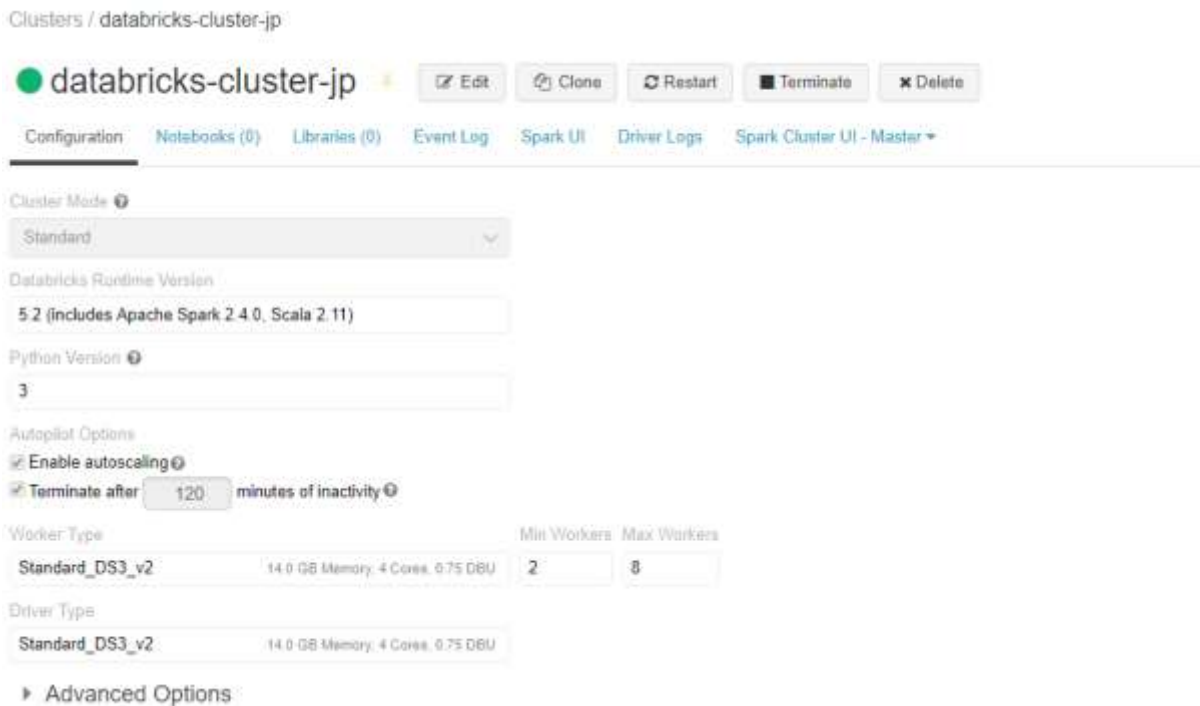 Clusters / databricks-cluster-jp
databricks-cluster-jp Edit Clone Restart Terminate Delete
Configuration Notebooks (0) Libraries (0) Event Log Spark UI Driver Logs Spark Cluster UI - Master
Cluster Mode
Standard
Databricks Runtime Version
5.2 (includes Apache Spark 2.4.0, Scala 2.11)
Python Version
3
Autopilot Options
Enable autoscaling
Terminate after 120 minutes of inactivity
Worker Type Min Workers Max Workers
Standard_DS3_v2 14.0 GB Memory, 4 Cores, 0.75 DBU 2 8
Driver Type
Standard_DS3_v2 14.0 GB Memory, 4 Cores, 0.75 DBU
Advanced Options